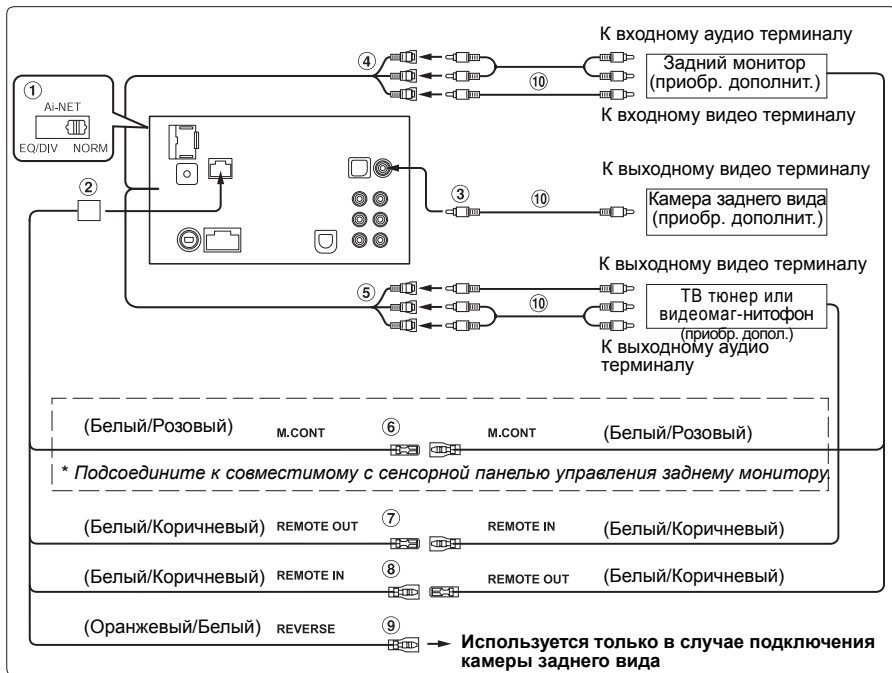 К входному аудио терминалу
④
Задний монитор
(приобр. дополнит.)
①
Ai-NET
⑩
EQ/DIV NORM
К входному видео терминалу
К выходному видео терминалу
②
③
⑩
Камера заднего вида
(приобр. дополнит.)
К выходному видео терминалу
⑤
⑩
ТВ тюнер или
видеомаг-нитофон
(приобр. допол.)
К выходному аудио
терминалу
(Белый/Розовый) M.CONT ⑥ M.CONT (Белый/Розовый)
* Подсоедините к совместимому с сенсорной панелью управления заднему монитору.
(Белый/Коричневый) REMOTE OUT ⑦ REMOTE IN (Белый/Коричневый)
(Белый/Коричневый) REMOTE IN ⑧ REMOTE OUT (Белый/Коричневый)
(Оранжевый/Белый) REVERSE ⑨
Используется только в случае подключения
камеры заднего вида